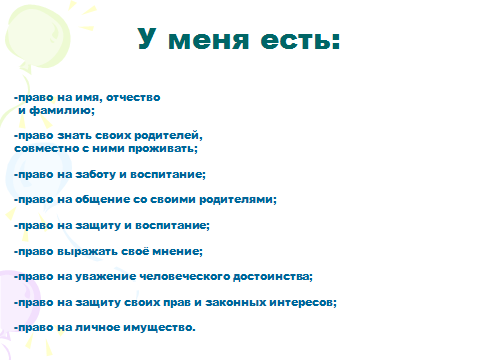 У меня есть:
-право на имя, отчество
и фамилию;
-право знать своих родителей,
совместно с ними проживать;
-право на заботу и воспитание;
-право на общение со своими родителями;
-право на защиту и воспитание;
-право выражать своё мнение;
-право на уважение человеческого достоинства;
-право на защиту своих прав и законных интересов;
-право на личное имущество.